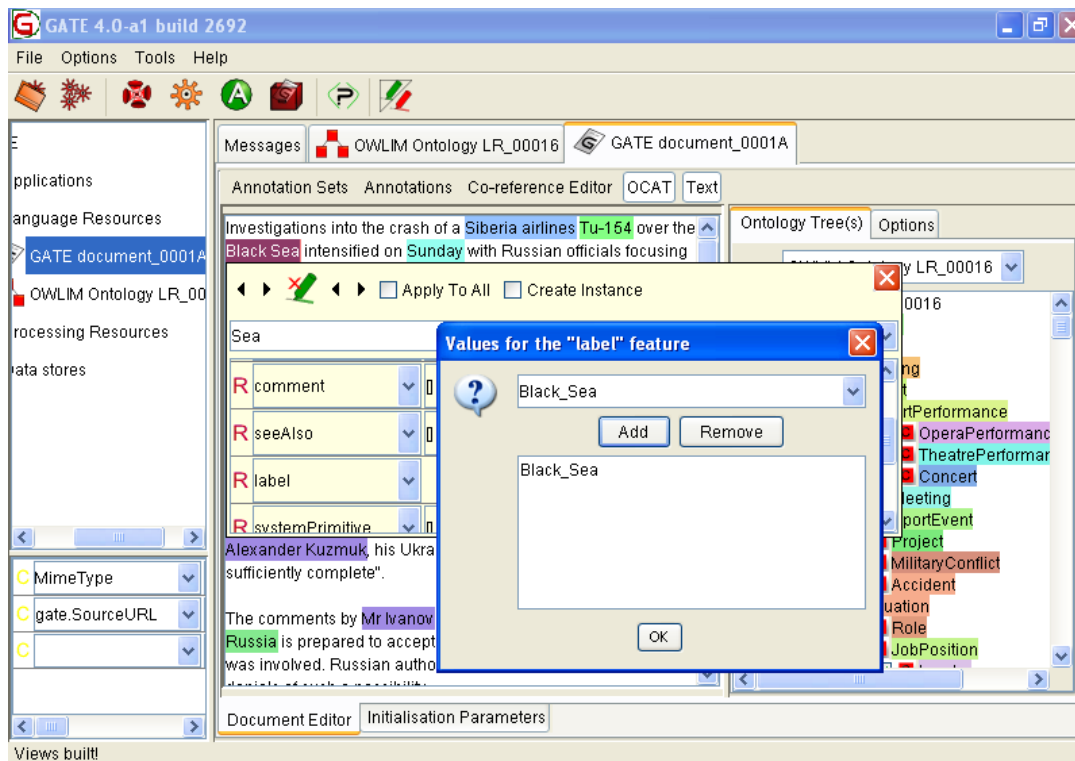 GATE 4.0-a1 build 2692
File Options Tools Help
Messages
OWLIM Ontology LR_00016
GATE document_0001A
Annotation Sets Annotations Co-reference Editor OCAT Text
E
pplications
anguage Resources
GATE document_0001A
OWLIM Ontology LR_00
rocessing Resources
ata stores
MimeType
gate.SourceURL
Investigations into the crash of a Siberia airlines Tu-154 over the
Black Sea intensified on Sunday with Russian officials focusing
Apply To All Create Instance
Sea
R comment []
R seeAlso []
R label
R systemPrimitive []
Alexander Kuzmuk, his Ukra
sufficiently complete".
The comments by Mr Ivanov
Russia is prepared to accept
was involved. Russian autho
Values for the "label" feature
Black_Sea
Add Remove
Black_Sea
OK
Ontology Tree(s) Options
y LR_00016
0016
ng
t
rtPerformance
OperaPerformanc
TheatrePerformar
Concert
leeting
portEvent
Project
MilitaryConflict
Accident
uation
Role
JobPosition
Document Editor Initialisation Parameters
Views built!